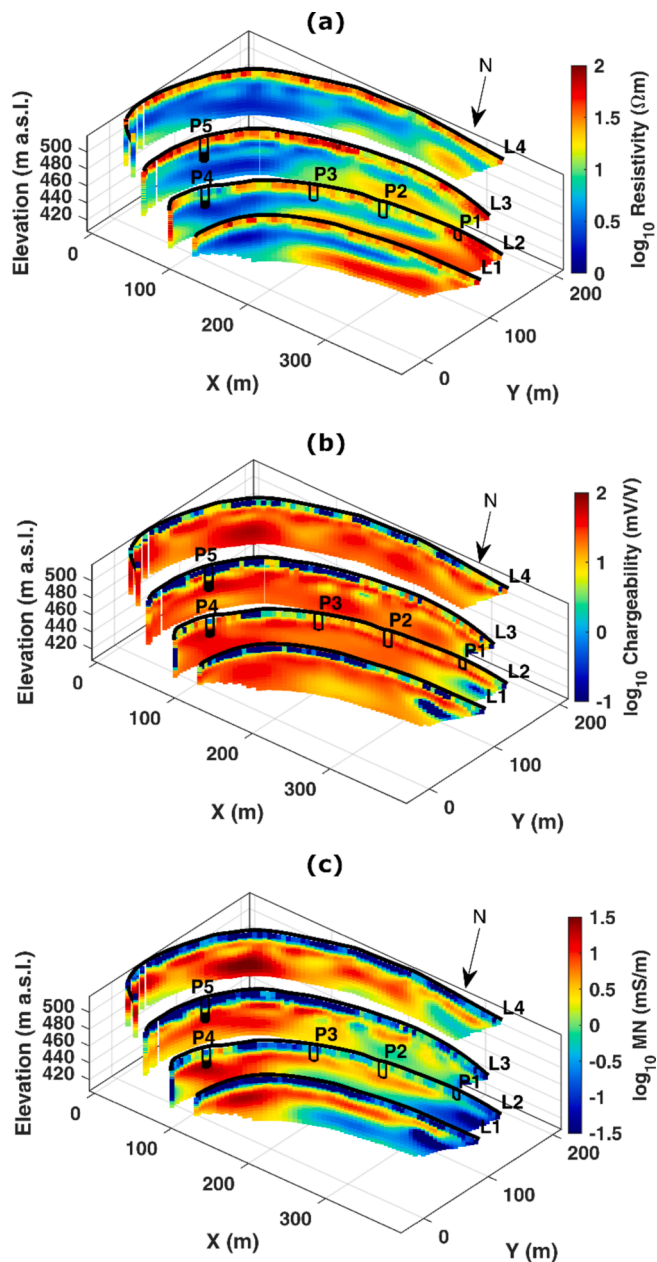 (a)
N
2
1.5
1
0.5
0
log10 Resistivity (Ωm)
Elevation (m a.s.l.)
500
480
460
440
420
P5
P4
P3
P2
P1
L4
L3
L2
L1
0
100
200
300
X (m)
0
100
200
Y (m)
(b)
N
2
1
0
-1
log10 Chargeability (mV/V)
Elevation (m a.s.l.)
500
480
460
440
420
P5
P4
P3
P2
P1
L4
L3
L2
L1
0
100
200
300
X (m)
0
100
200
Y (m)
(c)
N
1.5
1
0.5
0
-0.5
-1
-1.5
log10 MN (mS/m)
Elevation (m a.s.l.)
500
480
460
440
420
P5
P4
P3
P2
P1
L4
L3
L2
L1
0
100
200
300
X (m)
0
100
200
Y (m)